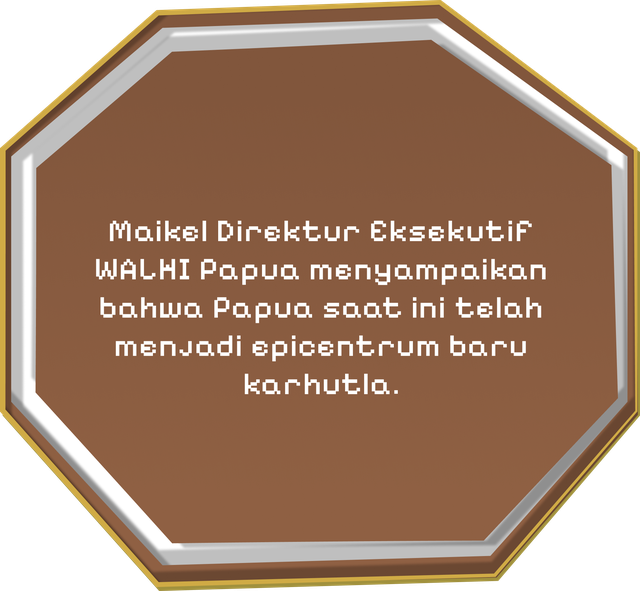 Maikel Direktur Eksekutif
WALHI Papua menyampaikan
bahwa Papua saat ini telah
menjadi epicentrum baru
karhutla.